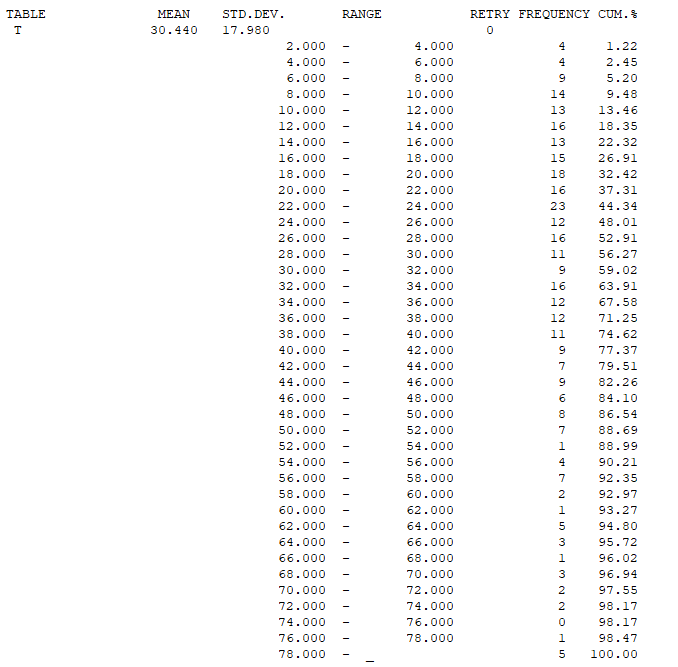 TABLE MEAN STD.DEV. RANGE RETRY FREQUENCY CUM.%
T 30.440 17.980 0
2.000 - 4.000 4 1.22
4.000 - 6.000 4 2.45
6.000 - 8.000 9 5.20
8.000 - 10.000 14 9.48
10.000 - 12.000 13 13.46
12.000 - 14.000 16 18.35
14.000 - 16.000 13 22.32
16.000 - 18.000 15 26.91
18.000 - 20.000 18 32.42
20.000 - 22.000 16 37.31
22.000 - 24.000 23 44.34
24.000 - 26.000 12 48.01
26.000 - 28.000 16 52.91
28.000 - 30.000 11 56.27
30.000 - 32.000 9 59.02
32.000 - 34.000 16 63.91
34.000 - 36.000 12 67.58
36.000 - 38.000 12 71.25
38.000 - 40.000 11 74.62
40.000 - 42.000 9 77.37
42.000 - 44.000 7 79.51
44.000 - 46.000 9 82.26
46.000 - 48.000 6 84.10
48.000 - 50.000 8 86.54
50.000 - 52.000 7 88.69
52.000 - 54.000 1 88.99
54.000 - 56.000 4 90.21
56.000 - 58.000 7 92.35
58.000 - 60.000 2 92.97
60.000 - 62.000 1 93.27
62.000 - 64.000 5 94.80
64.000 - 66.000 3 95.72
66.000 - 68.000 1 96.02
68.000 - 70.000 3 96.94
70.000 - 72.000 2 97.55
72.000 - 74.000 2 98.17
74.000 - 76.000 0 98.17
76.000 - 78.000 1 98.47
78.000 - _ 5 100.00